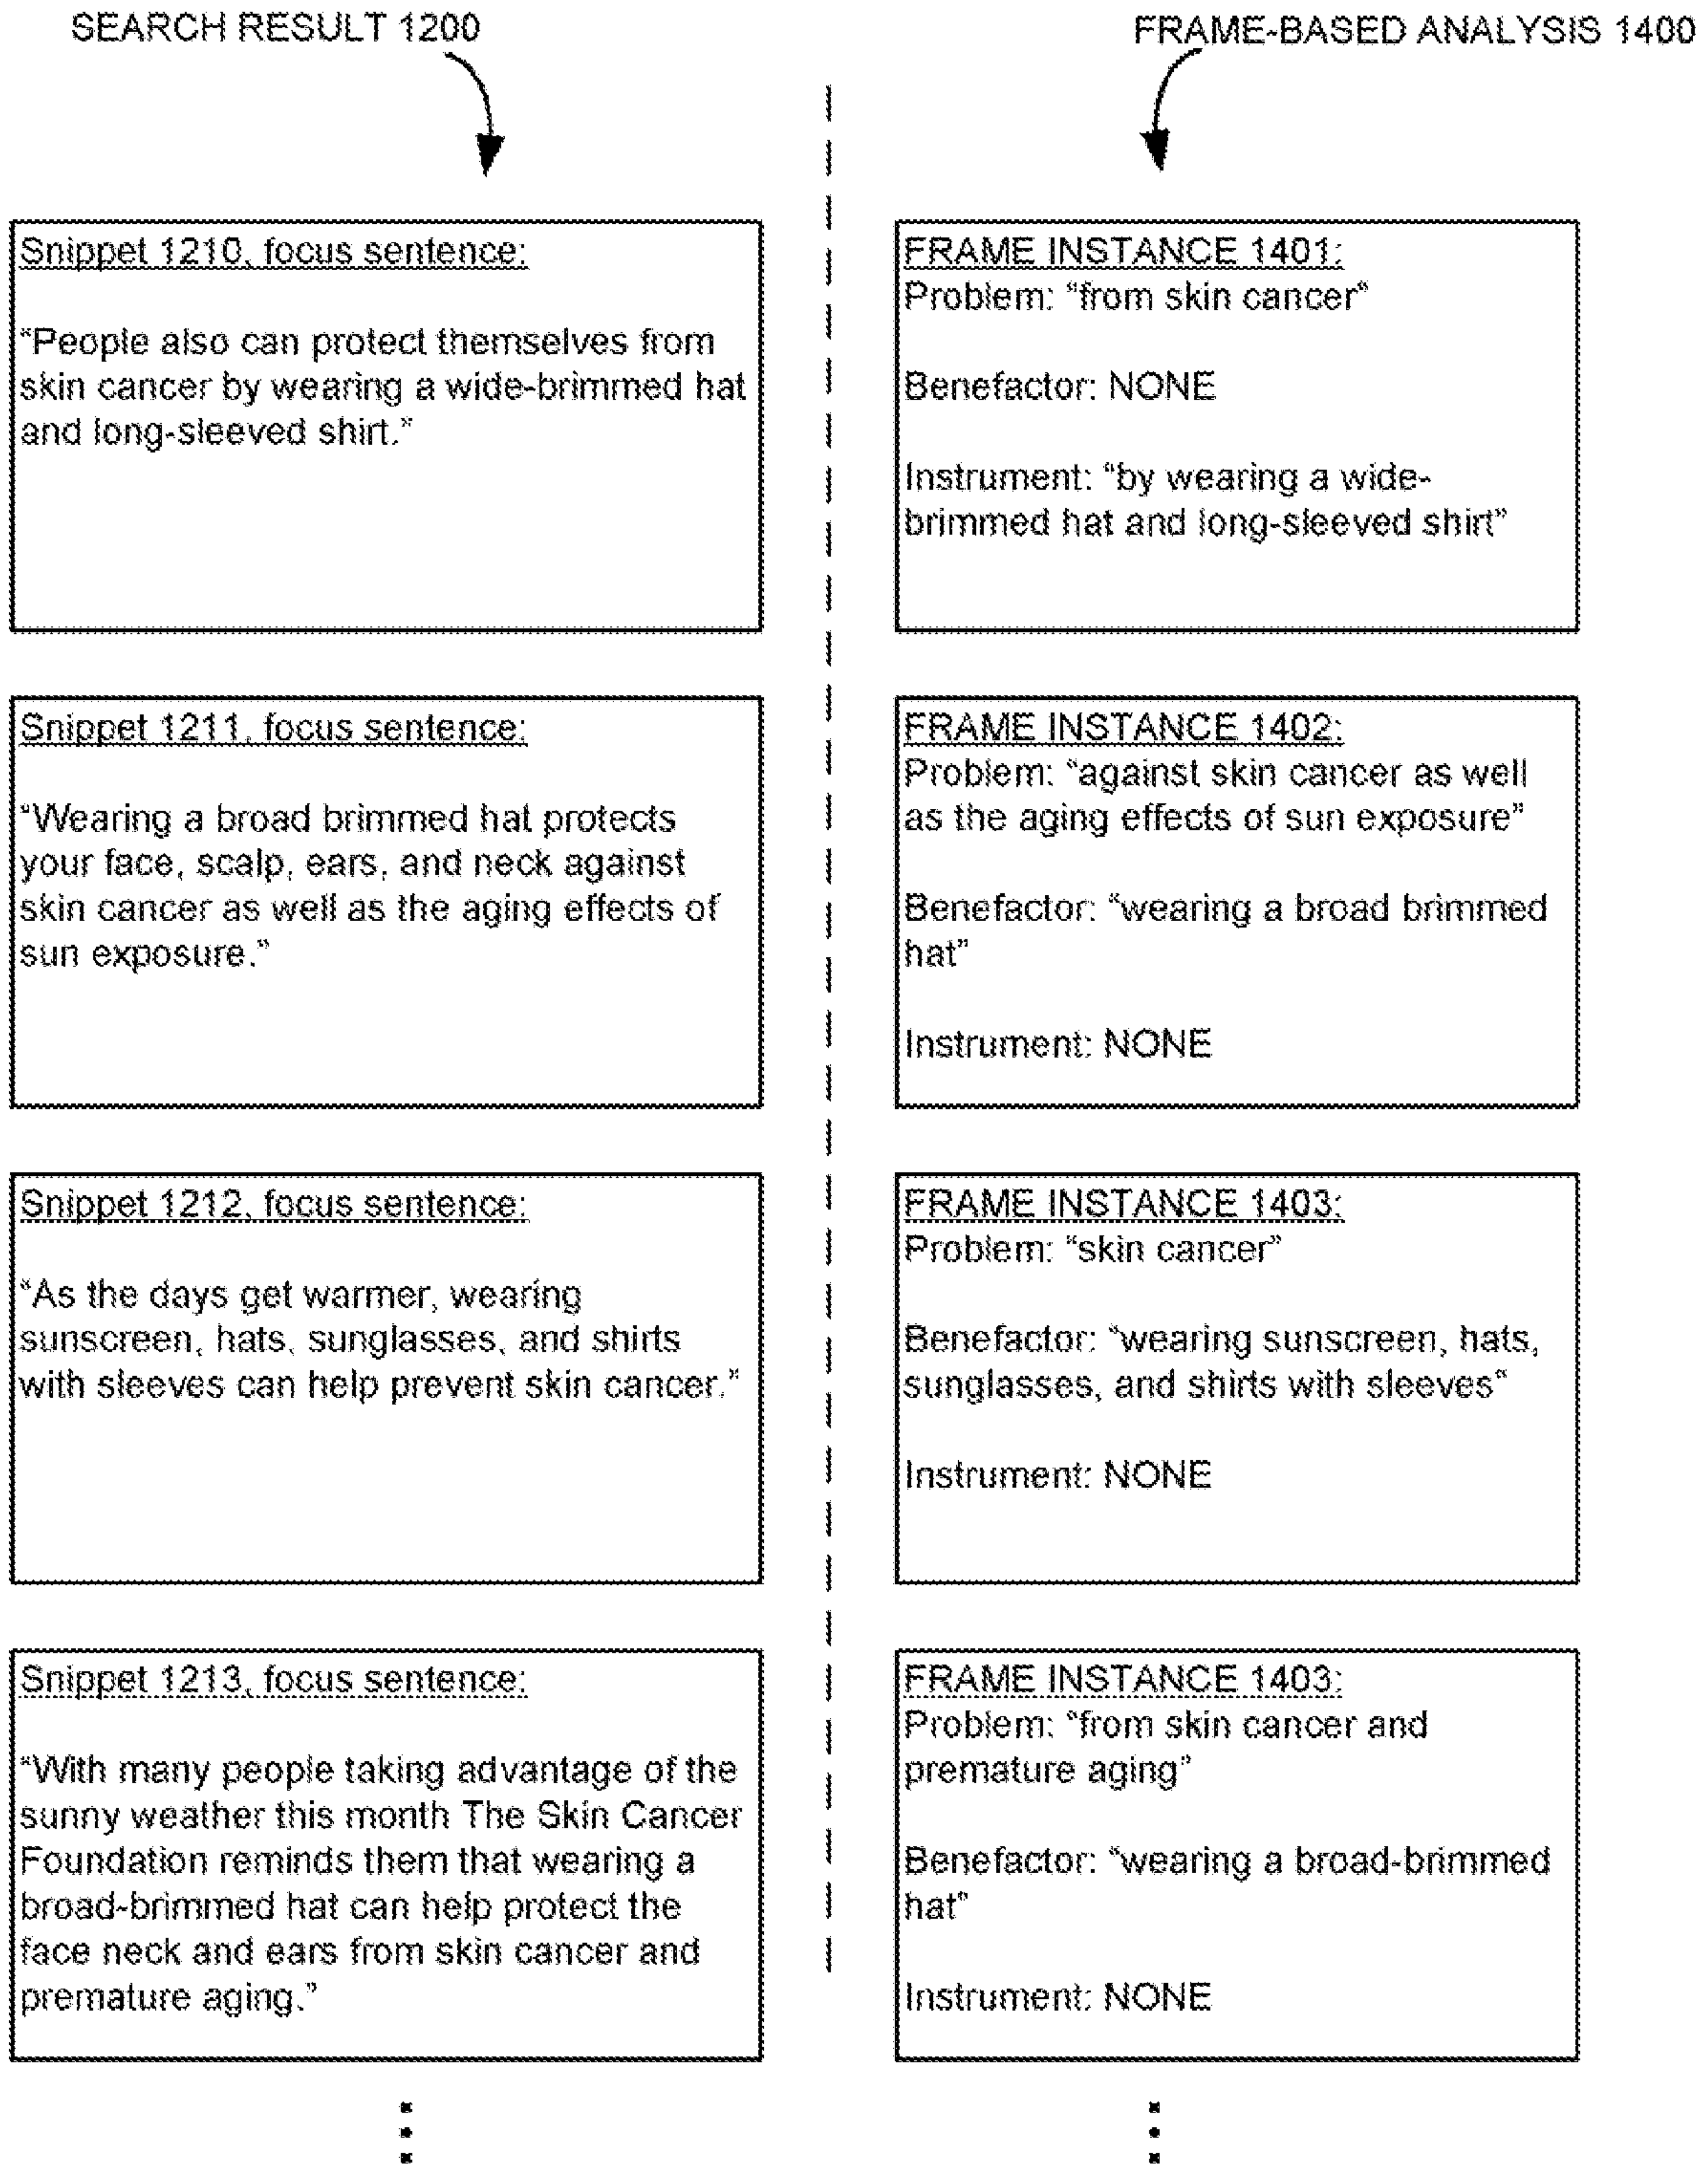 SEARCH RESULT 1200
FRAME-BASED ANALYSIS 1400
Snippet 1210, focus sentence:
“People also can protect themselves from
skin cancer by wearing a wide-brimmed hat
and long-sleeved shirt.”
FRAME INSTANCE 1401:
Problem: “from skin cancer“
Benefactor: NONE
Instrument: “by wearing a wide-
brimmed hat and long-sleeved shirt”
Snippet 1211, focus sentence:
“Wearing a broad brimmed hat protects
your face, scalp, ears, and neck against
skin cancer as well as the aging effects of
sun exposure.”
FRAME INSTANCE 1402:
Problem: “against skin cancer as well
as the aging effects of sun exposure”
Benefactor: “wearing a broad brimmed
hat”
Instrument: NONE
Snippet 1212, focus sentence:
“As the days get warmer, wearing
sunscreen, hats, sunglasses, and shirts
with sleeves can help prevent skin cancer.”
FRAME INSTANCE 1403:
Problem: “skin cancer”
Benefactor: “wearing sunscreen, hats,
sunglasses, and shirts with sleeves“
Instrument: NONE
Snippet 1213, focus sentence:
“With many people taking advantage of the
sunny weather this month The Skin Cancer
Foundation reminds them that wearing a
broad-brimmed hat can help protect the
face neck and ears from skin cancer and
premature aging.”
FRAME INSTANCE 1403:
Problem: “from skin cancer and
premature aging”
Benefactor: “wearing a broad-brimmed
hat”
Instrument: NONE